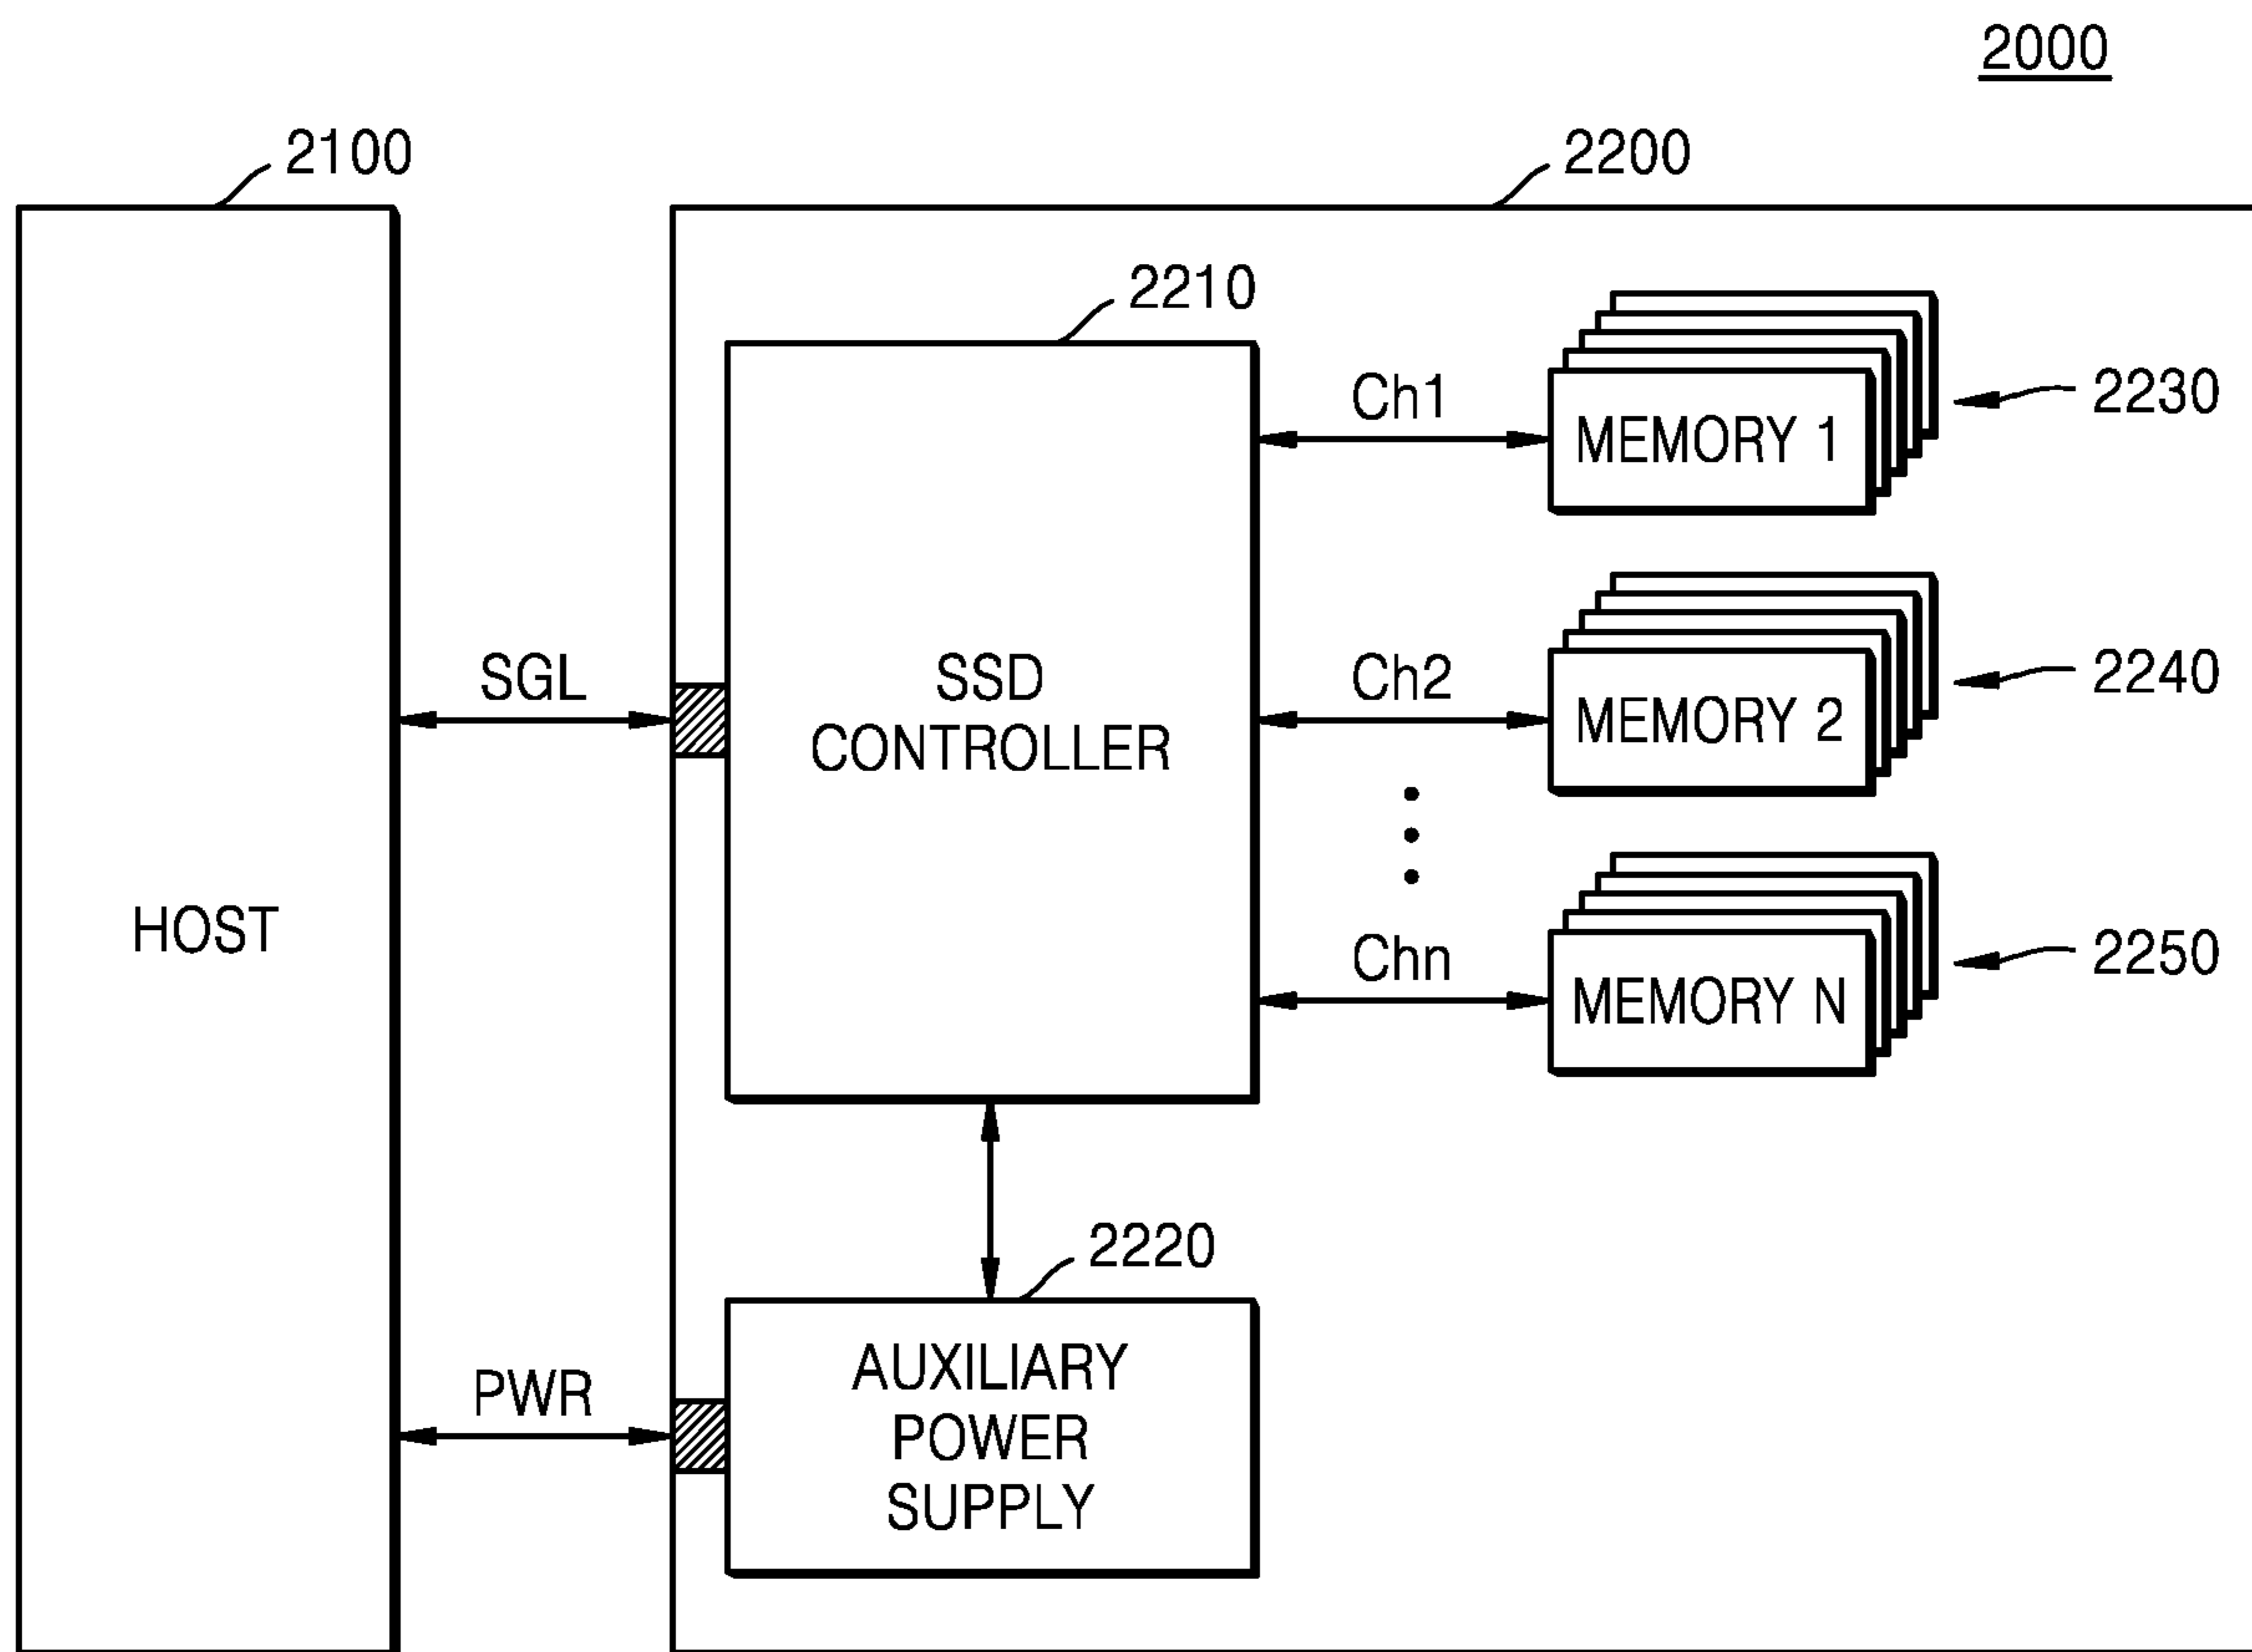 2000
2100
2200
2210
Ch1
MEMORY 1
2230
SGL
SSD
CONTROLLER
Ch2
MEMORY 2
2240
HOST
Chn
MEMORY N
2250
2220
PWR
AUXILIARY
POWER
SUPPLY